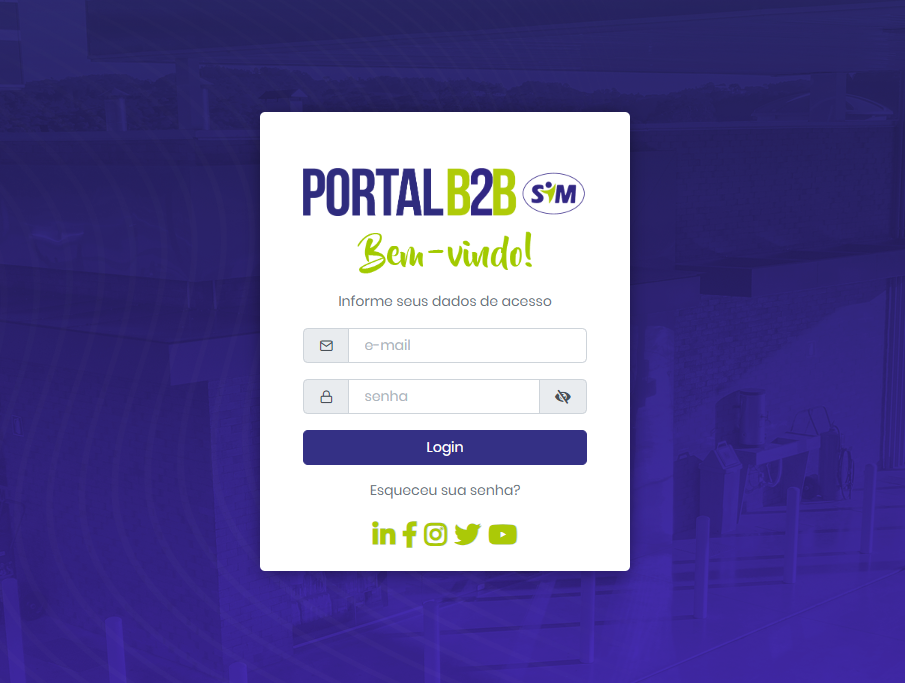 PORTAL B2B SIM
Bem-vindo!
Informe seus dados de acesso
e-mail
senha
Login
Esqueceu sua senha?